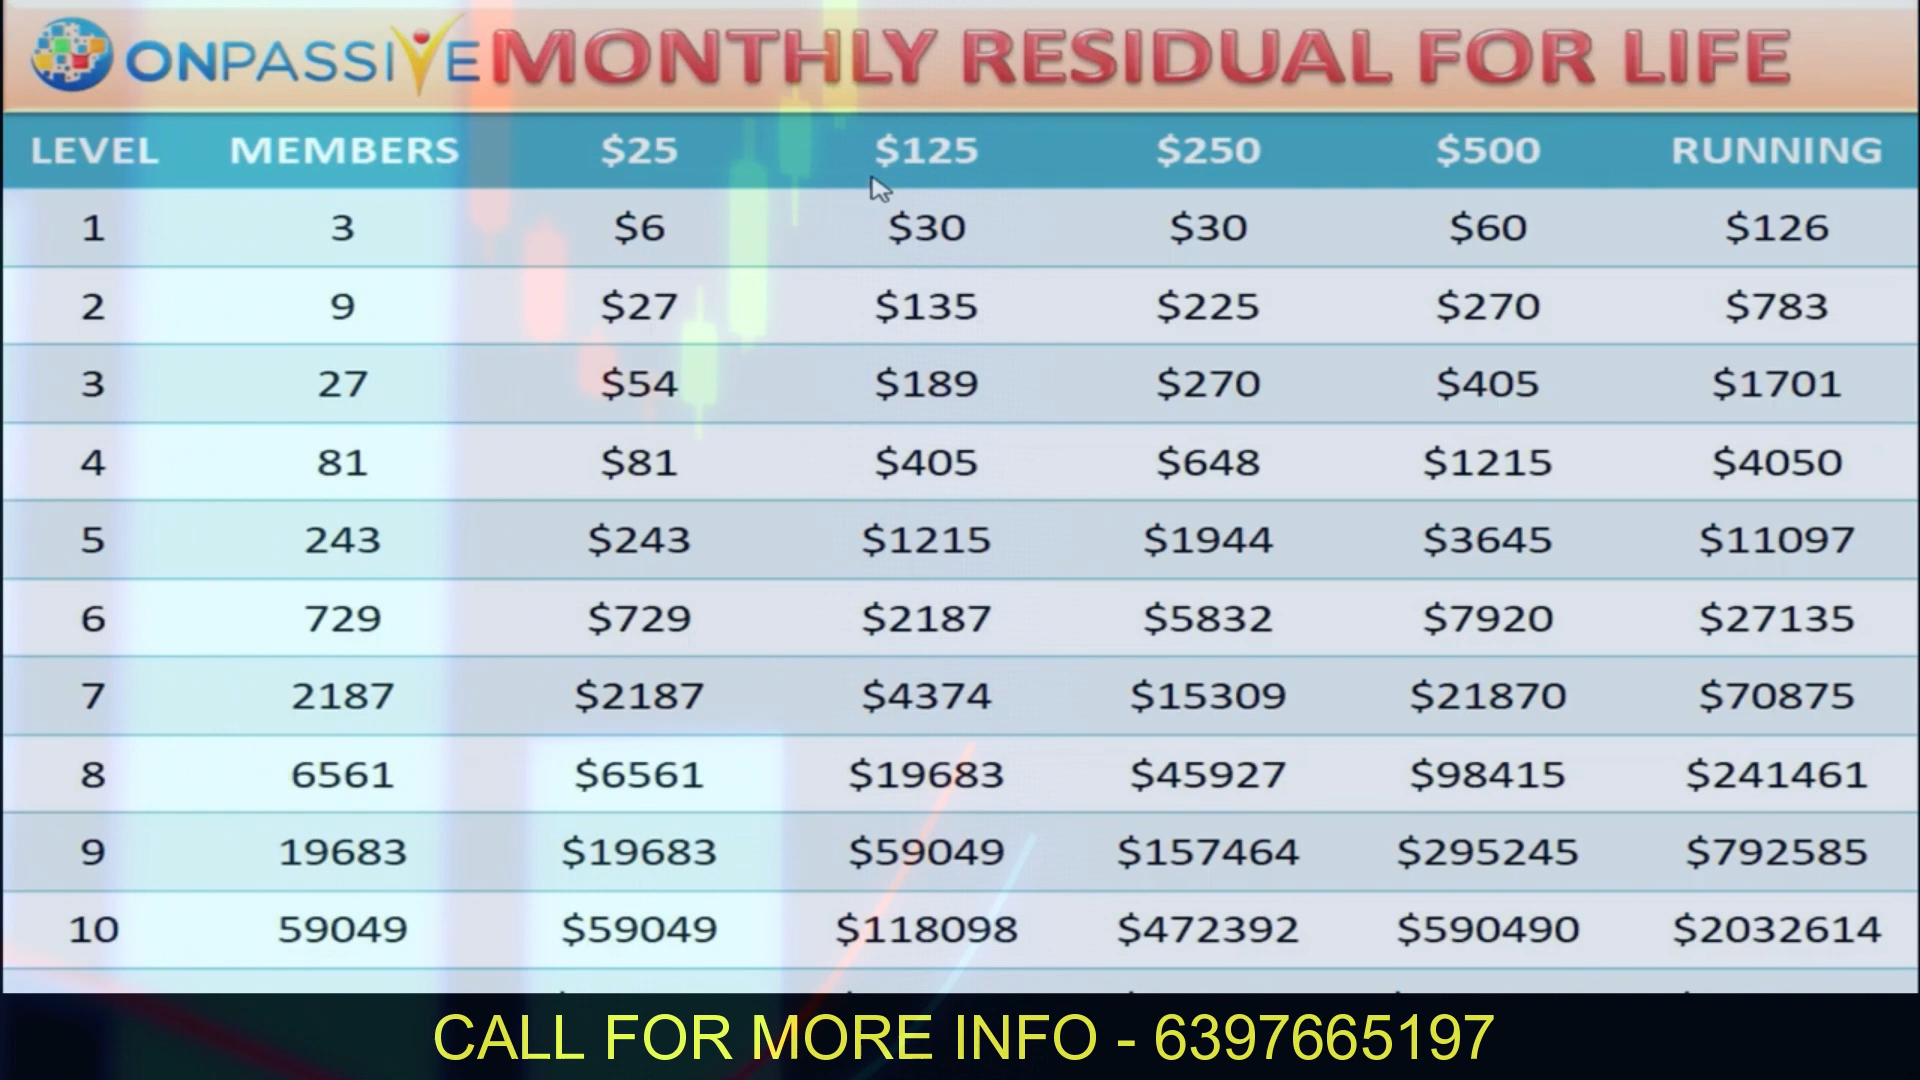 ONPASSIVE MONTHLY RESIDUAL FOR LIFE
LEVEL MEMBERS $25 $125 $250 $500 RUNNING
1 3 $6 $30 $30 $60 $126
2 9 $27 $135 $225 $270 $783
3 27 $54 $189 $270 $405 $1701
4 81 $81 $405 $648 $1215 $4050
5 243 $243 $1215 $1944 $3645 $11097
6 729 $729 $2187 $5832 $7920 $27135
7 2187 $2187 $4374 $15309 $21870 $70875
8 6561 $6561 $19683 $45927 $98415 $241461
9 19683 $19683 $59049 $157464 $295245 $792585
10 59049 $59049 $118098 $472392 $590490 $2032614
CALL FOR MORE INFO - 6397665197